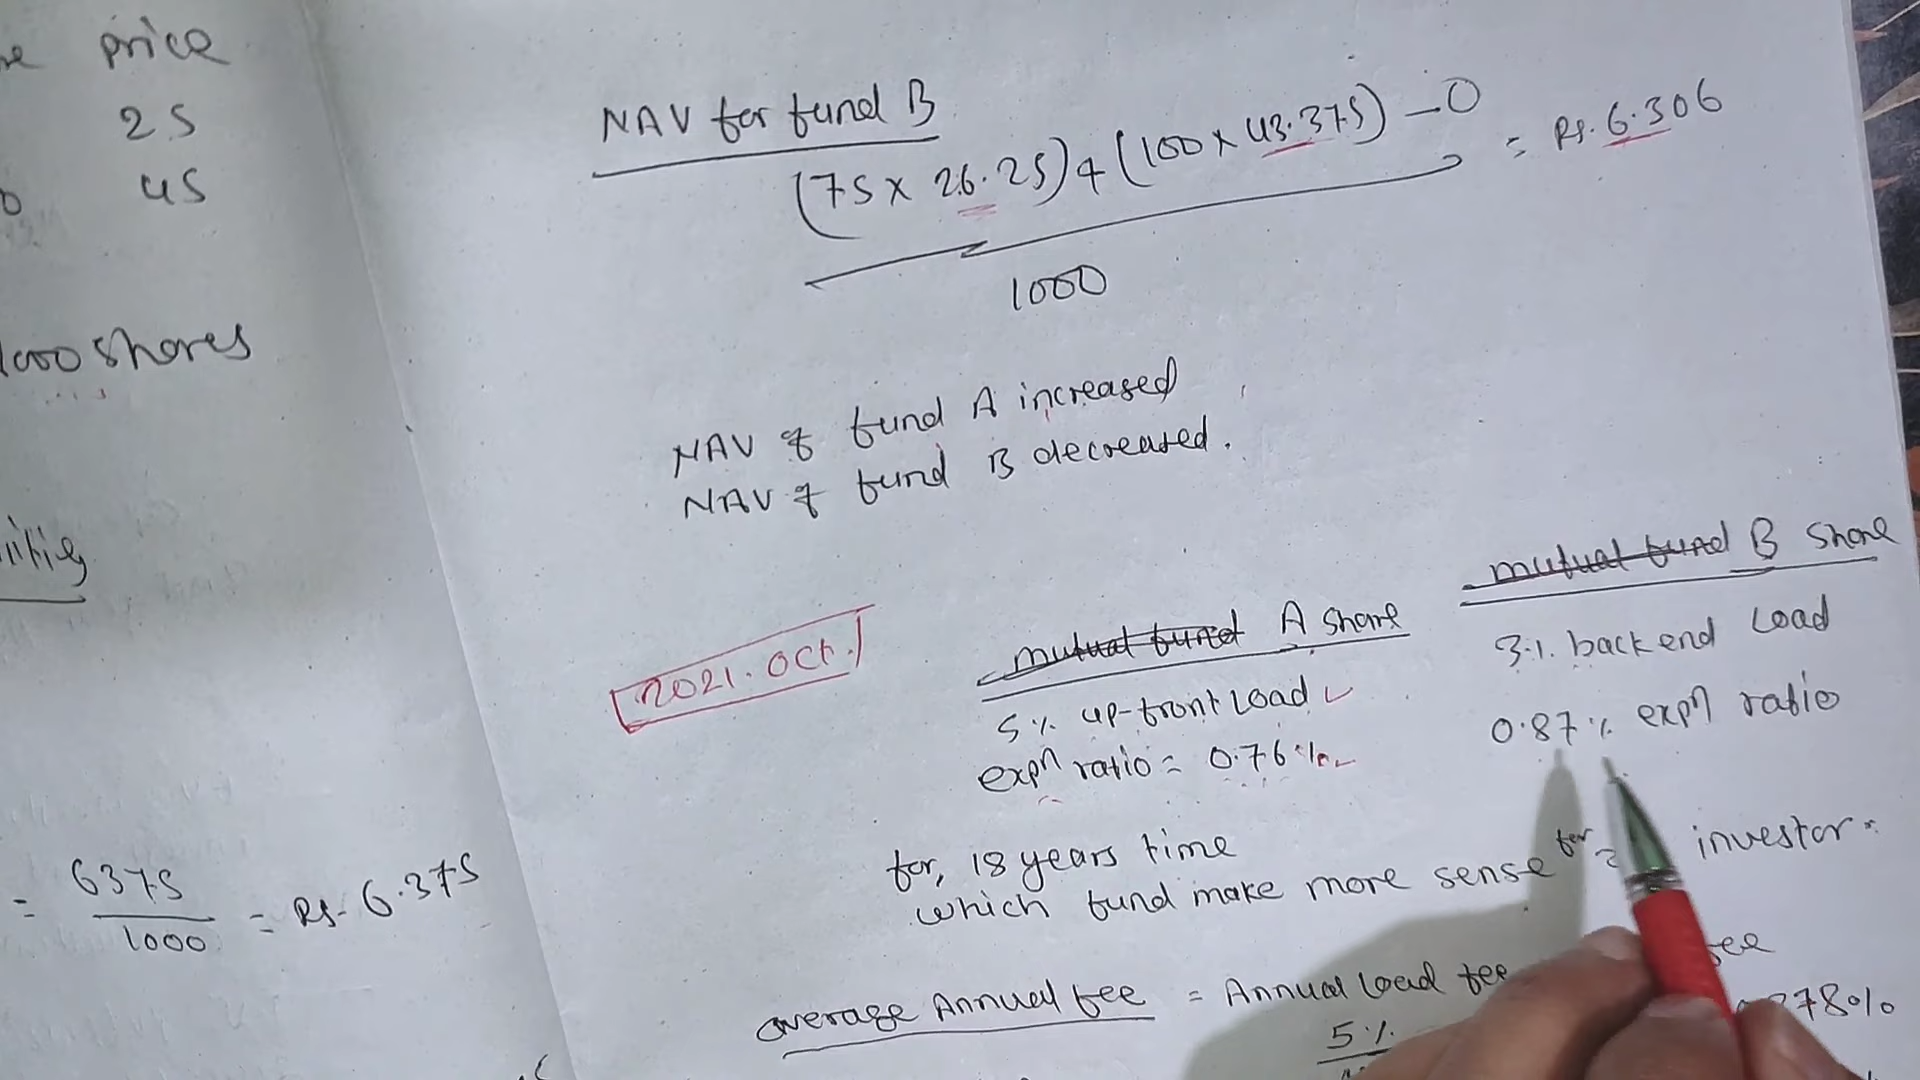 price
25
45
1000 shares
= 6375
1000
= Rs. 6.375
NAV for fund B
(75 x 26.25) + (100 x 43.375) - 0 = Rs. 6.306
1000
NAV of fund A increased
NAV of fund B decreased.
2021. Oct.
mutual fund A share
5% up-front Load
expn ratio = 0.76%
mutual fund B share
3% backend Load
0.87% expn ratio
for, 18 years time
which fund make more sense for investor
average Annual fee = Annual Load fee
5%
78%